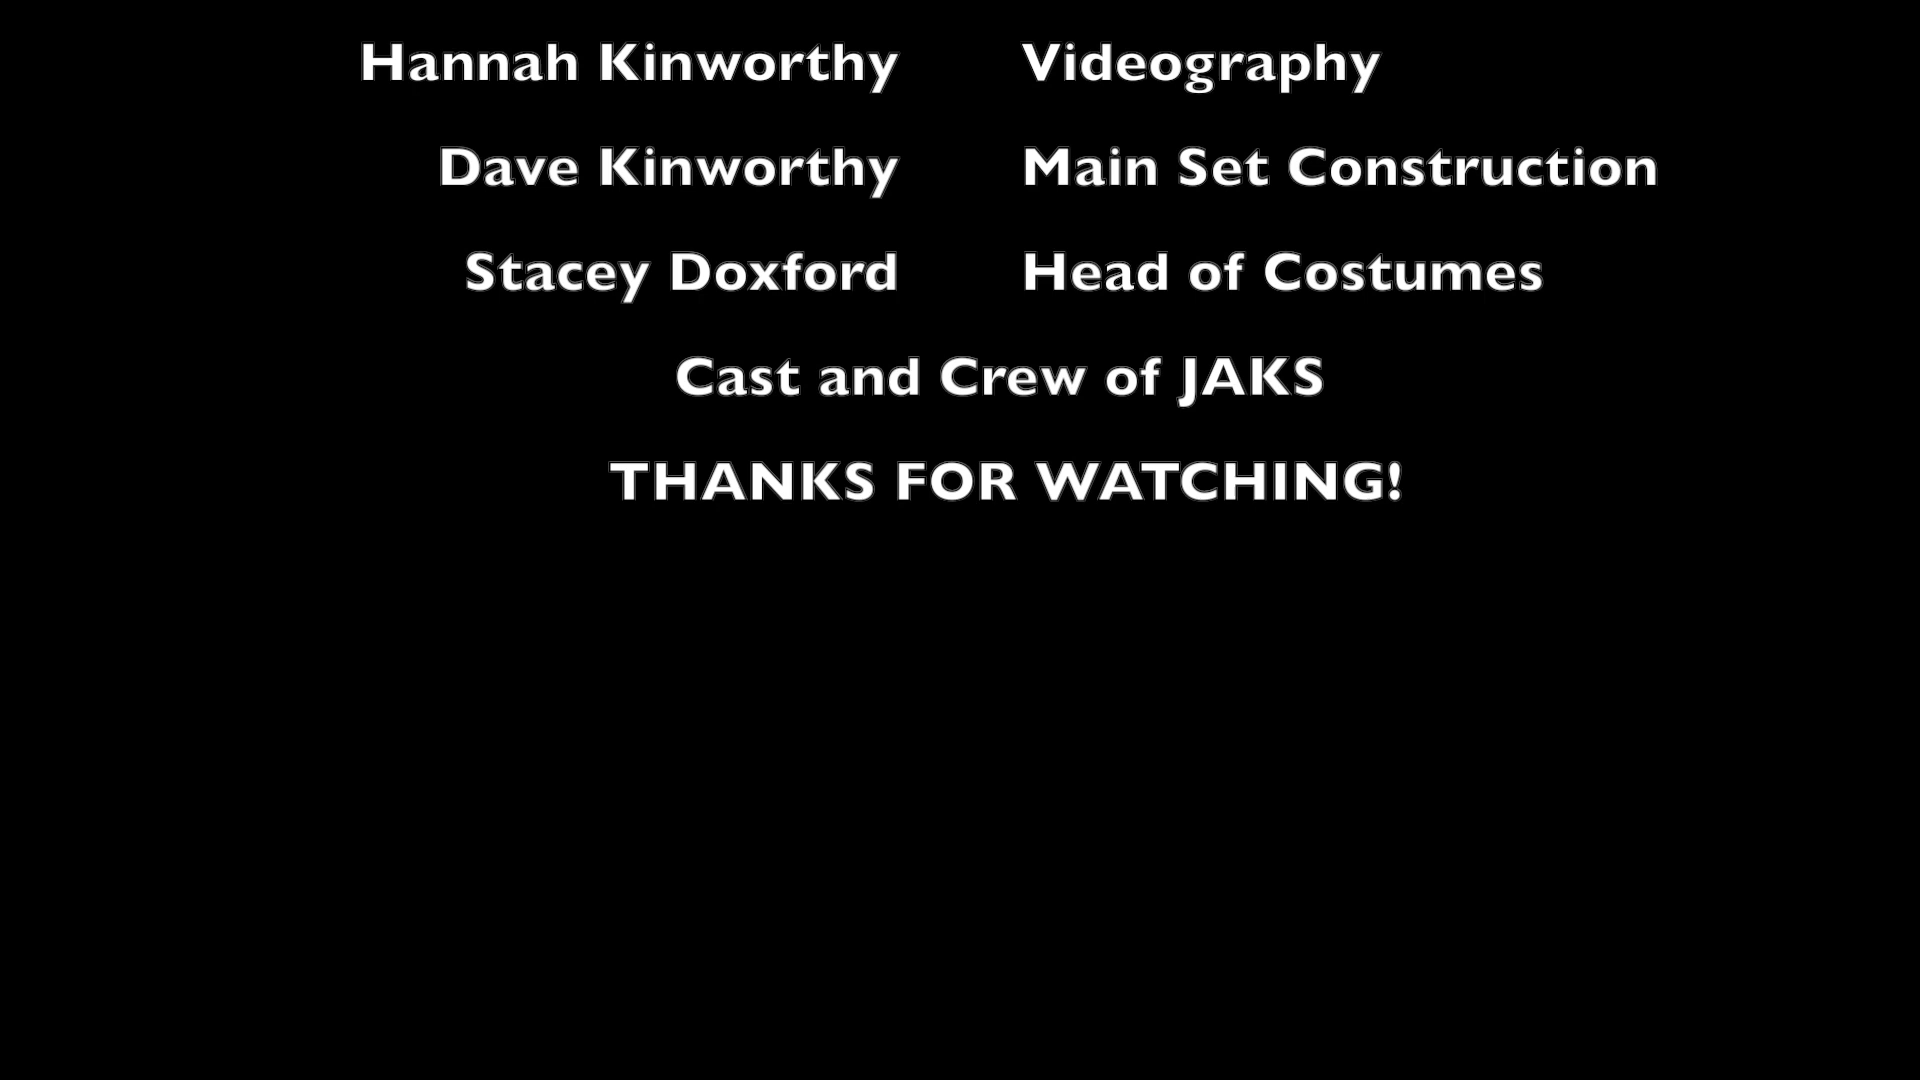 Hannah Kinworthy Videography
Dave Kinworthy Main Set Construction
Stacey Doxford Head of Costumes
Cast and Crew of JAKS
THANKS FOR WATCHING!